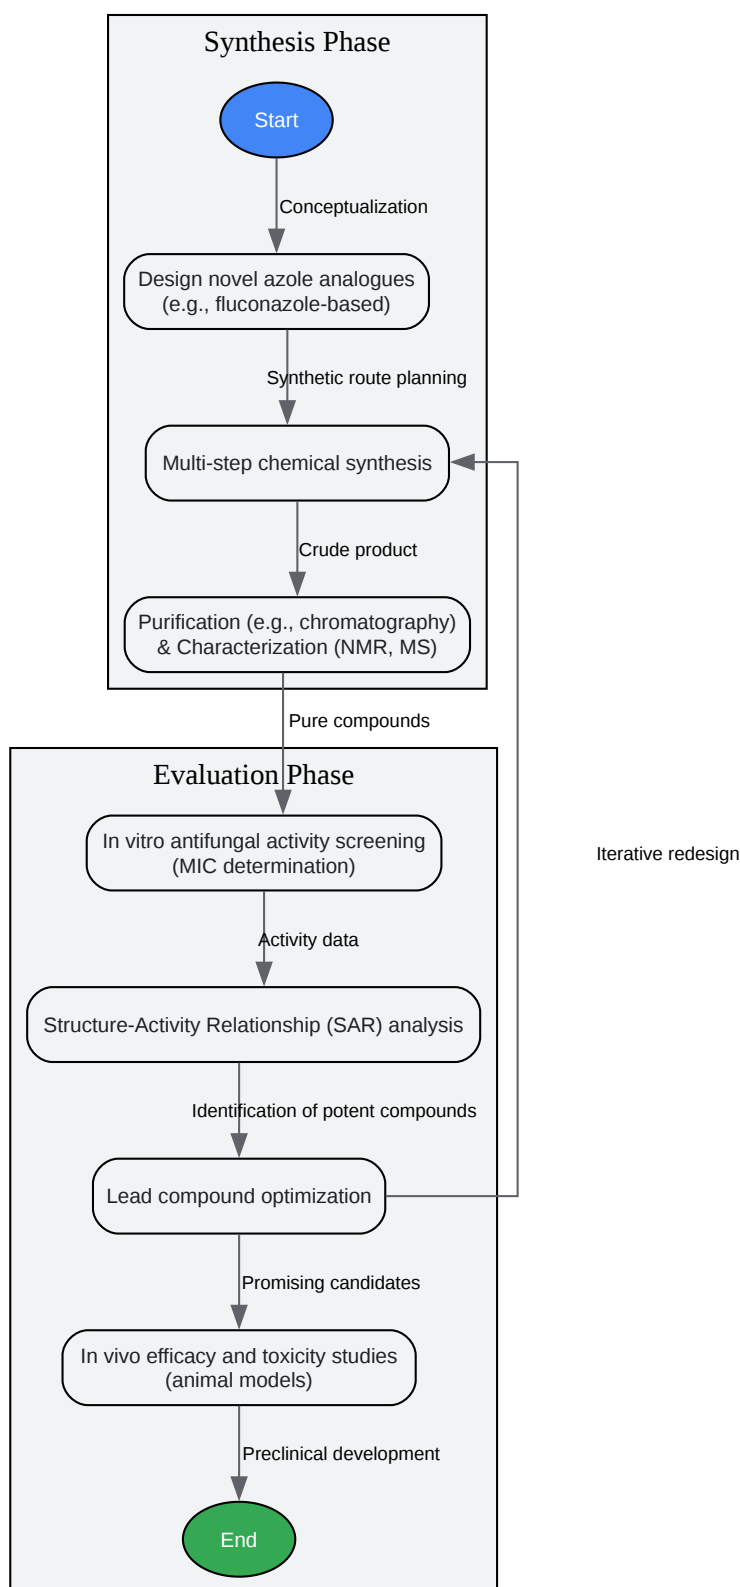 Synthesis Phase
Start
Conceptualization
Design novel azole analogues
(e.g., fluconazole-based)
Synthetic route planning
Multi-step chemical synthesis
Crude product
Purification (e.g., chromatography)
& Characterization (NMR, MS)
Pure compounds
Evaluation Phase
In vitro antifungal activity screening
(MIC determination)
Iterative redesign
Activity data
Structure-Activity Relationship (SAR) analysis
Identification of potent compounds
Lead compound optimization
Promising candidates
In vivo efficacy and toxicity studies
(animal models)
Preclinical development
End